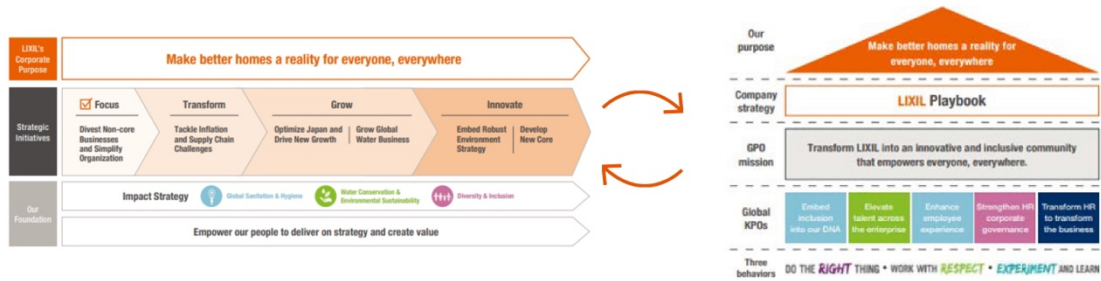 LIXIL's
Corporate
Purpose
Make better homes a reality for everyone, everywhere
Strategic
Initiatives
Focus
Divest Non-core
Businesses
and Simplify
Organization
Transform
Tackle Inflation
and Supply Chain
Challenges
Grow
Optimize Japan and
Drive New Growth
Grow Global
Water Business
Innovate
Embed Robust
Environment
Strategy
Develop
New Core
Our
Foundation
Impact Strategy
Global Sanitation & Hygiene
Water Conservation &
Environmental Sustainability
Diversity & Inclusion
Empower our people to deliver on strategy and create value
Our
purpose
Make better homes a reality for
everyone, everywhere
Company
strategy
LIXIL Playbook
GPO
mission
Transform LIXIL into an innovative and inclusive community
that empowers everyone, everywhere.
Global
KPOs
Embed
inclusion
into our DNA
Elevate
talent across
the enterprise
Enhance
employee
experience
Strengthen HR
corporate
governance
Transform HR
to transform
the business
Three
behaviors
DO THE RIGHT THING • WORK WITH RESPECT • EXPERIMENT AND LEARN